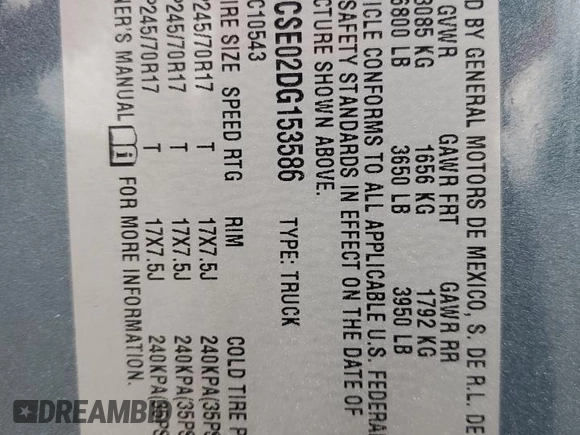 D BY GENERAL MOTORS DE MEXICO, S. DE R.L. DE
GVWR GAWR FRT GAWR RR
3085 KG 1656 KG 1792 KG
6800 LB 3650 LB 3950 LB
ICLE CONFORMS TO ALL APPLICABLE U.S. FEDERA
SAFETY STANDARDS IN EFFECT ON THE DATE OF
CTURE SHOWN ABOVE.
CSE02DG153586 TYPE: TRUCK
C10543
IRE SIZE SPEED RTG RIM COLD TIRE P
P245/70R17 T 17X7.5J 240KPA(35PS
P245/70R17 T 17X7.5J 240KPA(35PS
P245/70R17 T 17X7.5J 240KPA(35PS
NER'S MANUAL FOR MORE INFORMATION.
DREAMBID